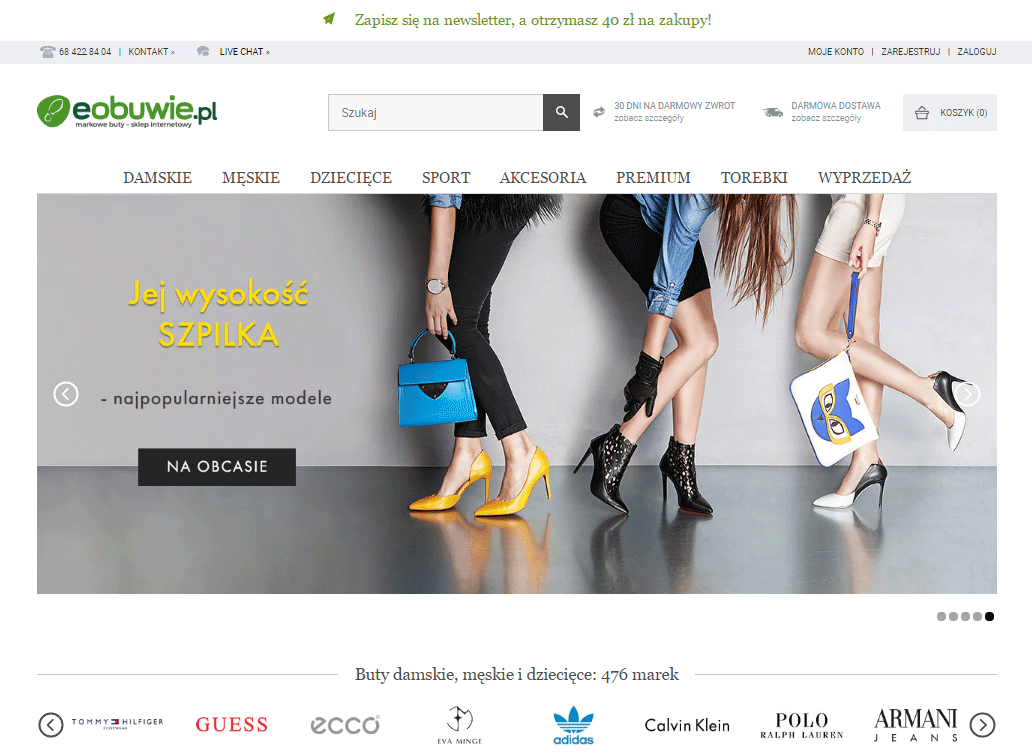 Zapisz się na newsletter, a otrzymasz 40 zł na zakupy!
68 422 84 04 | KONTAKT » LIVE CHAT » MOJE KONTO | ZAREJESTRUJ | ZALOGUJ
eobuwie.pl
markowe buty - sklep internetowy
Szukaj
30 DNI NA DARMOWY ZWROT
zobacz szczegóły
DARMOWA DOSTAWA
zobacz szczegóły
KOSZYK (0)
DAMSKIE MĘSKIE DZIECIĘCE SPORT AKCESORIA PREMIUM TOREBKI WYPRZEDAŻ
Jej wysokość
SZPILKA
- najpopularniejsze modele
NA OBCASIE
Buty damskie, męskie i dziecięce: 476 marek
TOMMY HILFIGER
FOOTWEAR
GUESS
ecco
EVA MINGE
adidas
Calvin Klein
POLO
RALPH LAUREN
ARMANI
JEANS